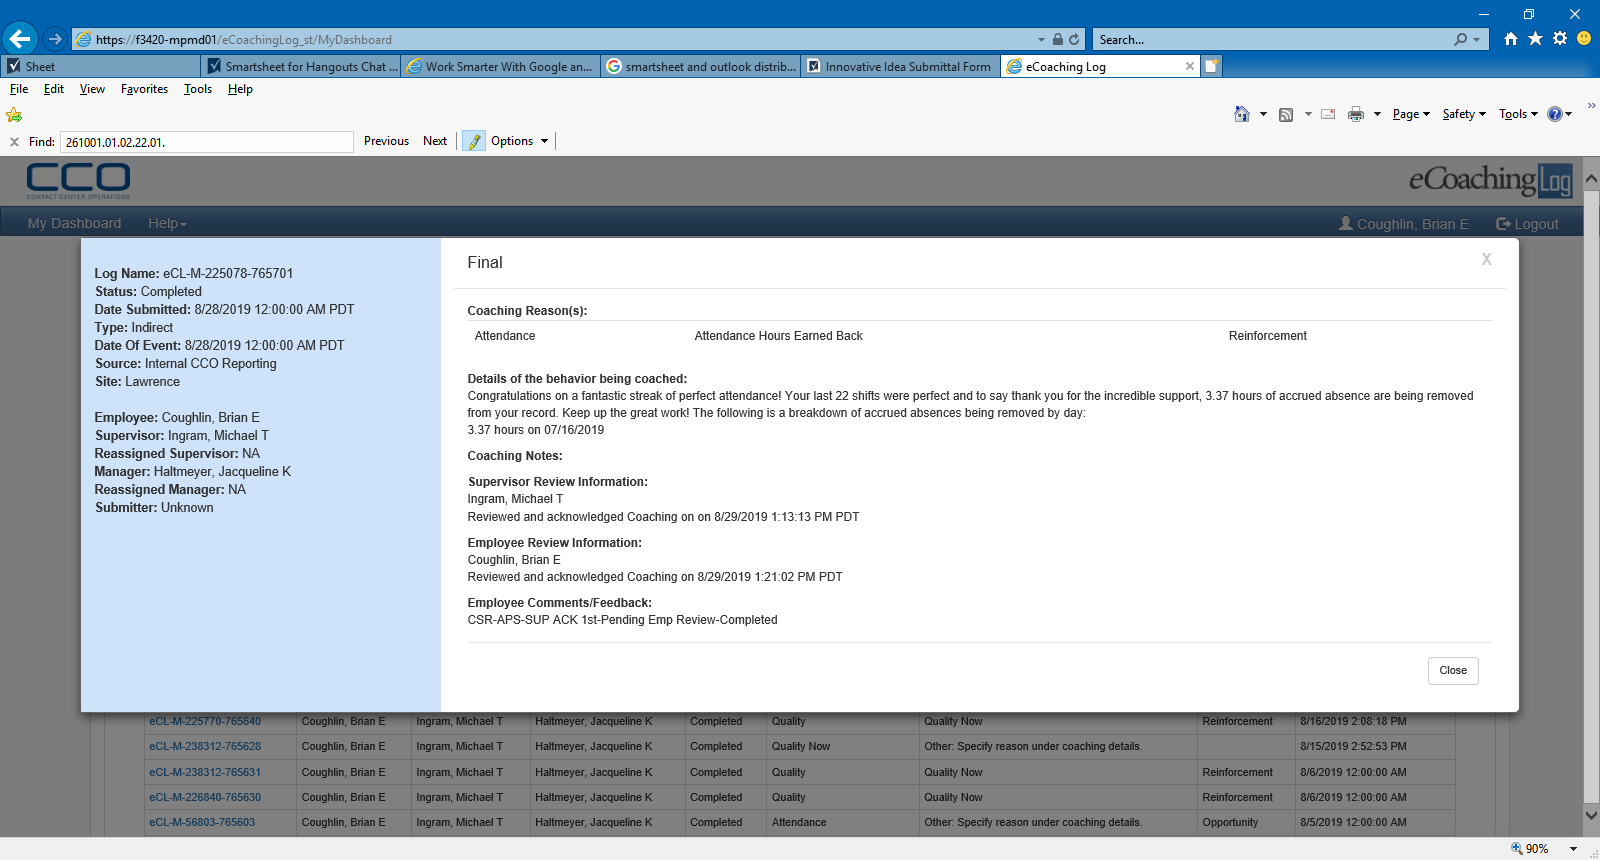 https://f3420-mpmd01/eCoachingLog_st/MyDashboard
Search...
Sheet
Smartsheet for Hangouts Chat ...
Work Smarter With Google an...
smartsheet and outlook distrib...
Innovative Idea Submittal Form
eCoaching Log
File Edit View Favorites Tools Help
Page Safety Tools
Find: 261001.01.02.22.01. Previous Next Options
CCO
CONTACT CENTER OPERATIONS
eCoaching Log
My Dashboard Help Coughlin, Brian E Logout
Log Name: eCL-M-225078-765701
Status: Completed
Date Submitted: 8/28/2019 12:00:00 AM PDT
Type: Indirect
Date Of Event: 8/28/2019 12:00:00 AM PDT
Source: Internal CCO Reporting
Site: Lawrence
Employee: Coughlin, Brian E
Supervisor: Ingram, Michael T
Reassigned Supervisor: NA
Manager: Haltmeyer, Jacqueline K
Reassigned Manager: NA
Submitter: Unknown
Final X
Coaching Reason(s):
Attendance Attendance Hours Earned Back Reinforcement
Details of the behavior being coached:
Congratulations on a fantastic streak of perfect attendance! Your last 22 shifts were perfect and to say thank you for the incredible support, 3.37 hours of accrued absence are being removed
from your record. Keep up the great work! The following is a breakdown of accrued absences being removed by day:
3.37 hours on 07/16/2019
Coaching Notes:
Supervisor Review Information:
Ingram, Michael T
Reviewed and acknowledged Coaching on on 8/29/2019 1:13:13 PM PDT
Employee Review Information:
Coughlin, Brian E
Reviewed and acknowledged Coaching on 8/29/2019 1:21:02 PM PDT
Employee Comments/Feedback:
CSR-APS-SUP ACK 1st-Pending Emp Review-Completed
Close
eCL-M-225770-765640 Coughlin, Brian E Ingram, Michael T Haltmeyer, Jacqueline K Completed Quality Quality Now Reinforcement 8/16/2019 2:08:18 PM
eCL-M-238312-765628 Coughlin, Brian E Ingram, Michael T Haltmeyer, Jacqueline K Completed Quality Now Other: Specify reason under coaching details. 8/15/2019 2:52:53 PM
eCL-M-238312-765631 Coughlin, Brian E Ingram, Michael T Haltmeyer, Jacqueline K Completed Quality Quality Now Reinforcement 8/6/2019 12:00:00 AM
eCL-M-226840-765630 Coughlin, Brian E Ingram, Michael T Haltmeyer, Jacqueline K Completed Quality Quality Now Reinforcement 8/6/2019 12:00:00 AM
eCL-M-56803-765603 Coughlin, Brian E Ingram, Michael T Haltmeyer, Jacqueline K Completed Attendance Other: Specify reason under coaching details. Opportunity 8/5/2019 12:00:00 AM
90%